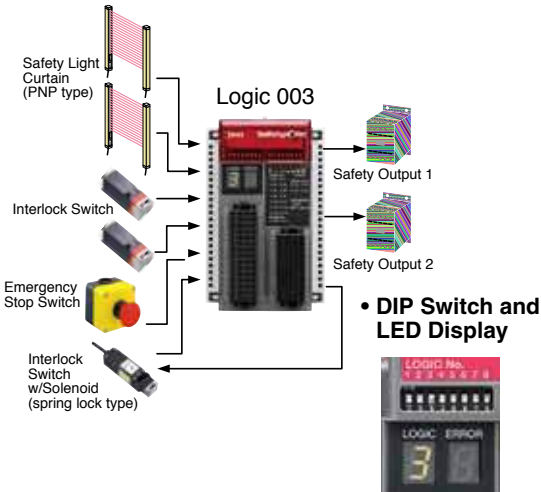 Safety Light
Curtain
(PNP type)
Logic 003
3
Safety Output 1
Interlock Switch
Safety Output 2
Emergency
Stop Switch
Interlock
Switch
w/Solenoid
(spring lock type)
• DIP Switch and
LED Display
LOGIC No.
1 2 3 4 5 6 7 8
LOGIC ERROR
3